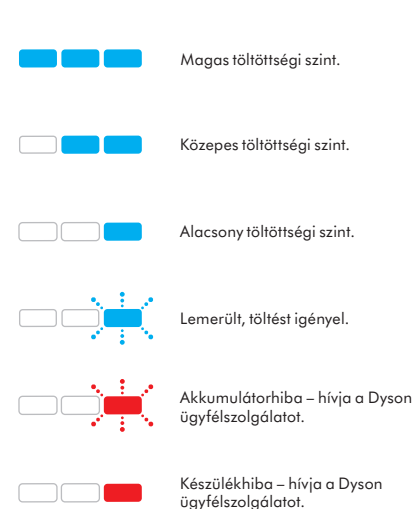 Magas töltöttségi szint.
Közepes töltöttségi szint.
Alacsony töltöttségi szint.
Lemerült, töltést igényel.
Akkumulátorhiba – hívja a Dyson
ügyfélszolgálatot.
Készülékhiba – hívja a Dyson
ügyfélszolgálatot.